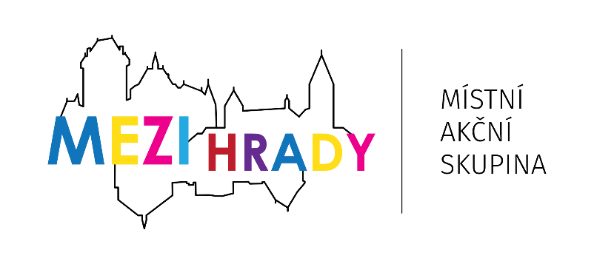 MEZI HRADY
MÍSTNÍ
AKČNÍ
SKUPINA